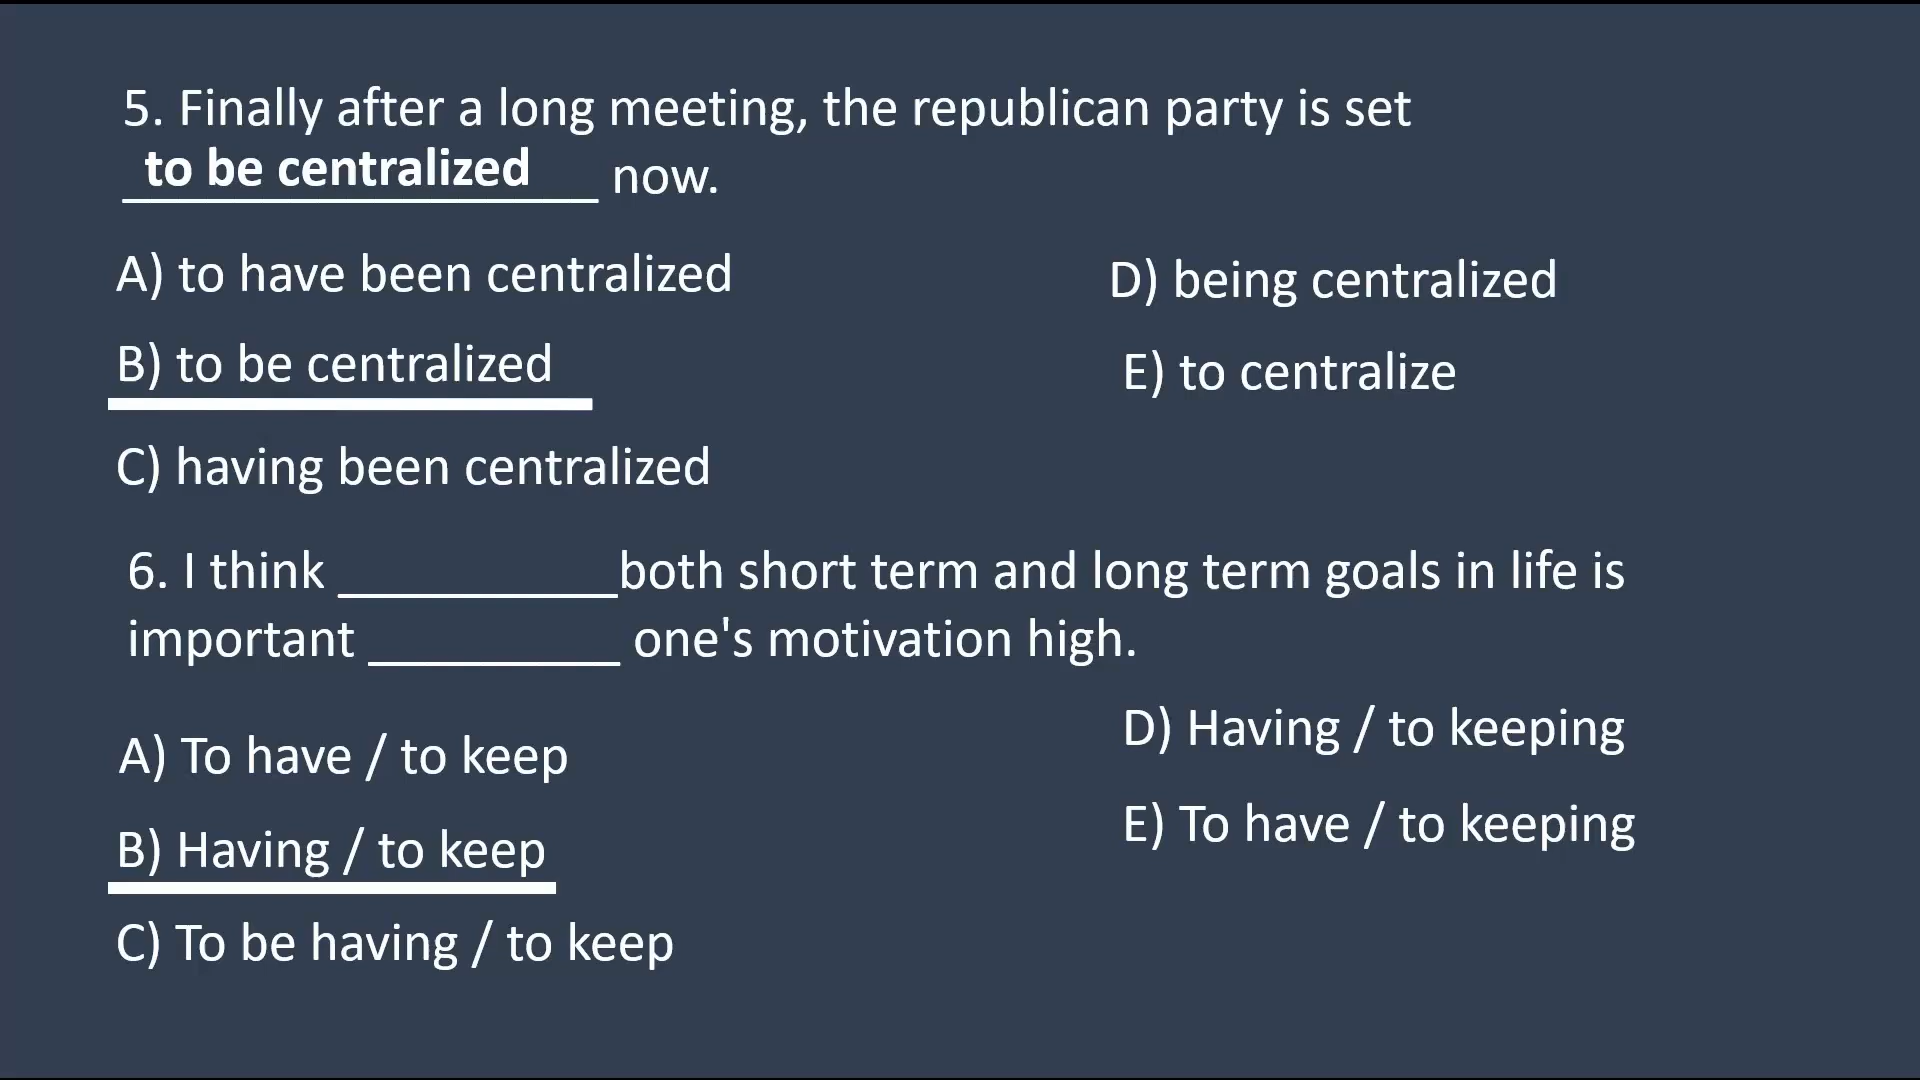 5. Finally after a long meeting, the republican party is set
to be centralized now.
A) to have been centralized
B) to be centralized
C) having been centralized
D) being centralized
E) to centralize
6. I think __________both short term and long term goals in life is
important _________ one's motivation high.
A) To have / to keep
B) Having / to keep
C) To be having / to keep
D) Having / to keeping
E) To have / to keeping